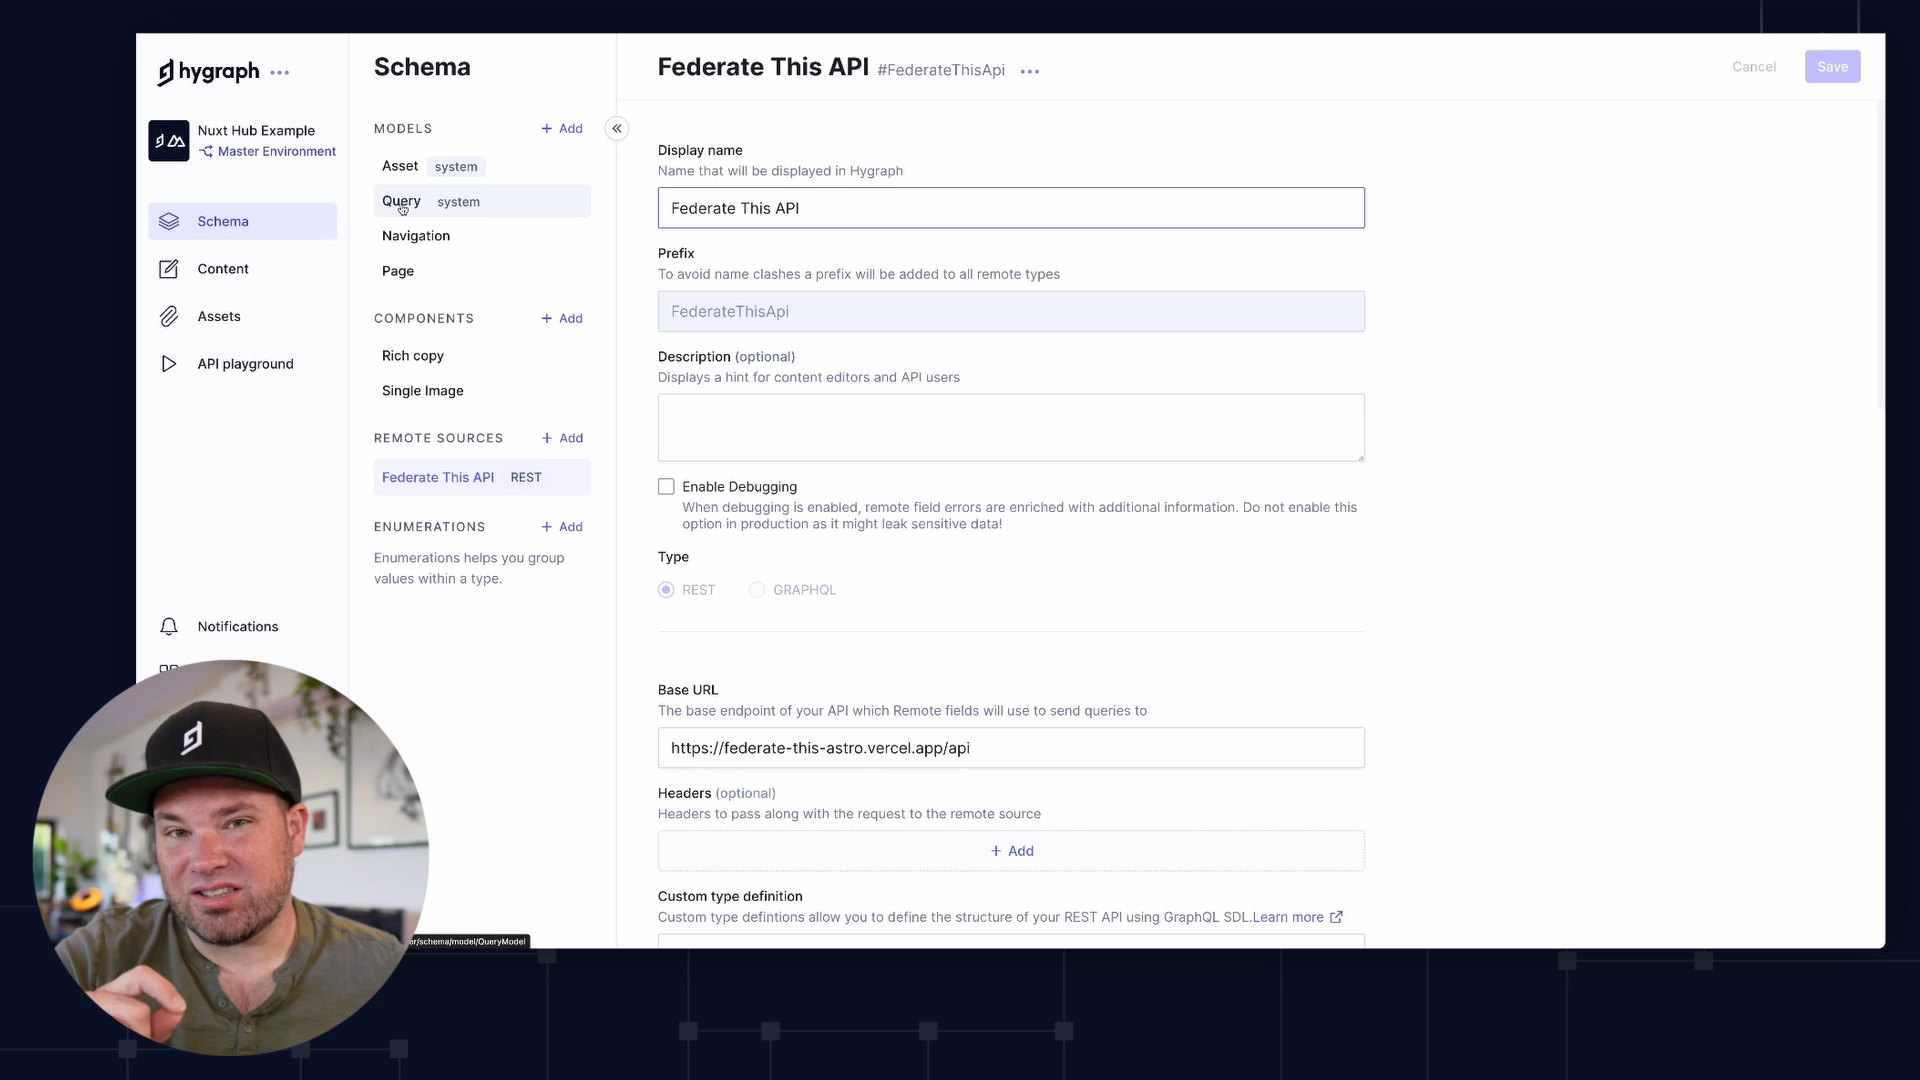 hygraph
Nuxt Hub Example
Master Environment
Schema
Content
Assets
API playground
Notifications
Schema
MODELS
+ Add
Asset system
Query system
Navigation
Page
COMPONENTS
+ Add
Rich copy
Single Image
REMOTE SOURCES
+ Add
Federate This API REST
ENUMERATIONS
+ Add
Enumerations helps you group
values within a type.
Federate This API #FederateThisApi
Cancel
Save
Display name
Name that will be displayed in Hygraph
Federate This API
Prefix
To avoid name clashes a prefix will be added to all remote types
FederateThisApi
Description (optional)
Displays a hint for content editors and API users
Enable Debugging
When debugging is enabled, remote field errors are enriched with additional information. Do not enable this
option in production as it might leak sensitive data!
Type
REST
GRAPHQL
Base URL
The base endpoint of your API which Remote fields will use to send queries to
https://federate-this-astro.vercel.app/api
Headers (optional)
Headers to pass along with the request to the remote source
+ Add
Custom type definition
Custom type defintions allow you to define the structure of your REST API using GraphQL SDL.Learn more
/schema/model/QueryModel